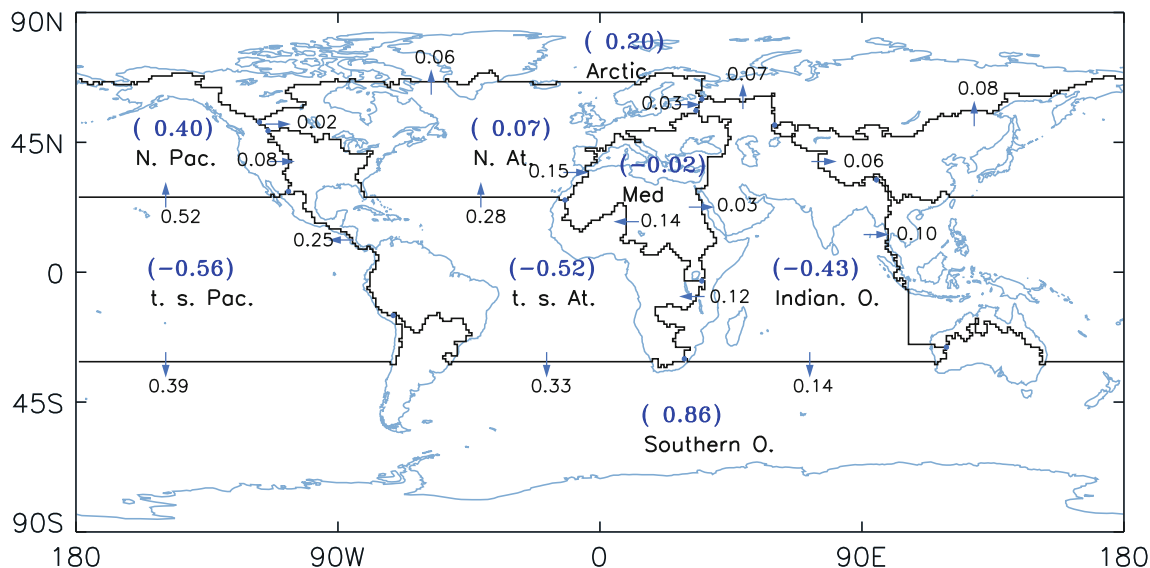 90N
( 0.20)
0.06
Arctic
0.07
0.08
0.03
( 0.40)
0.02
( 0.07)
45N
N. Pac.
0.08
N. At.
0.15
(-0.02)
0.06
Med
0.52
0.28
0.14
0.03
0.25
0.10
0
(-0.56)
(-0.52)
(-0.43)
t. s. Pac.
t. s. At.
0.12
Indian. O.
0.39
0.33
0.14
45S
( 0.86)
Southern O.
90S
180
90W
0
90E
180